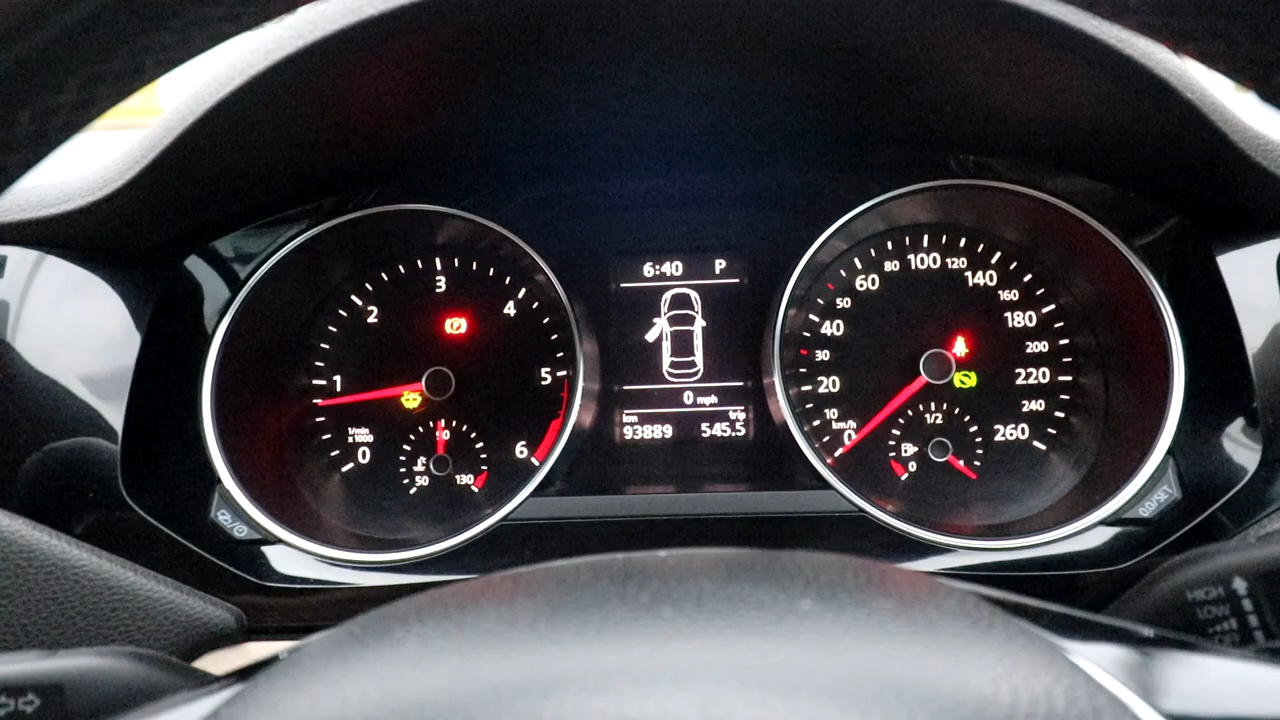 6:40 P
0 mph
km trip
93889 545.5
0 1 2 3 4 5 6
1/min
x 1000
50 90 130
P
0 10 20 30 40 50 60 80 100 120 140 160 180 200 220 240 260
km/h
0 1/2
0.0/SET
HIGH
LOW